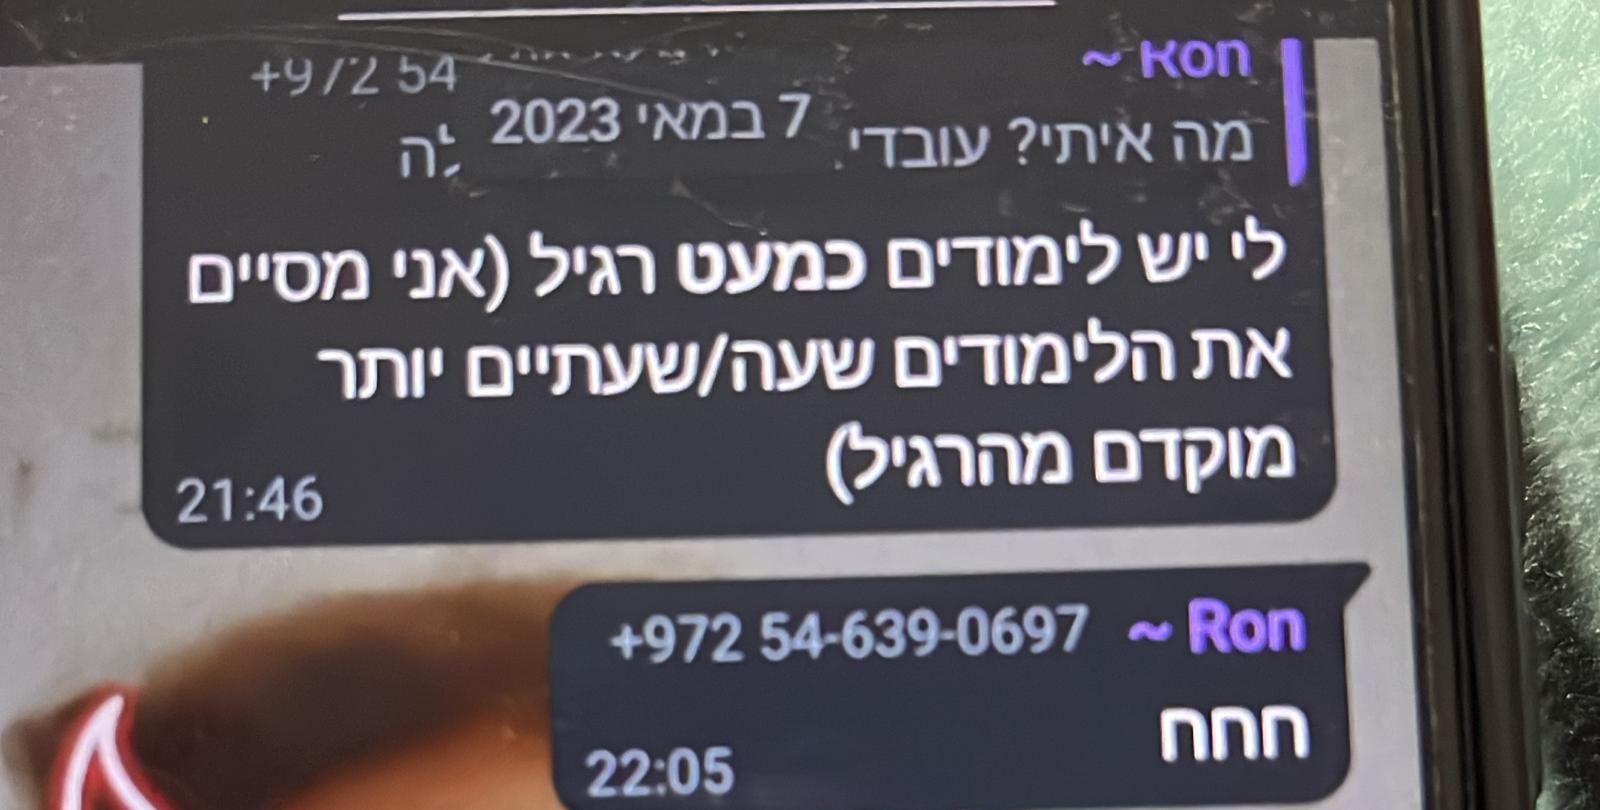 ~ Ron
+972 54
7 במאי 2023
מה איתי? עובדי
לי יש לימודים כמעט רגיל (אני מסיים
את הלימודים שעה/שעתיים יותר
מוקדם מהרגיל)
21:46
~ Ron +972 54-639-0697
חחח
22:05